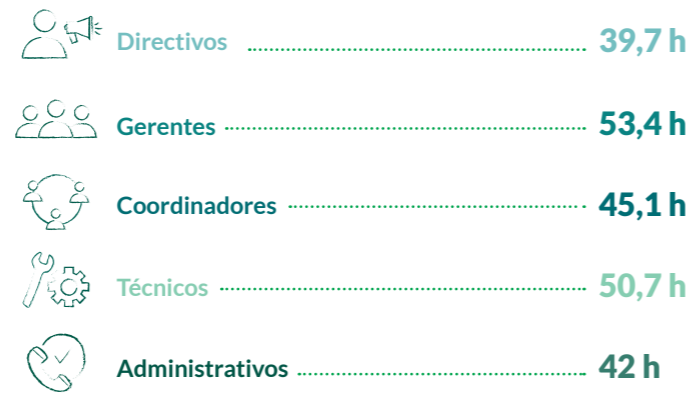 Directivos 39,7 h
Gerentes 53,4 h
Coordinadores 45,1 h
Técnicos 50,7 h
Administrativos 42 h